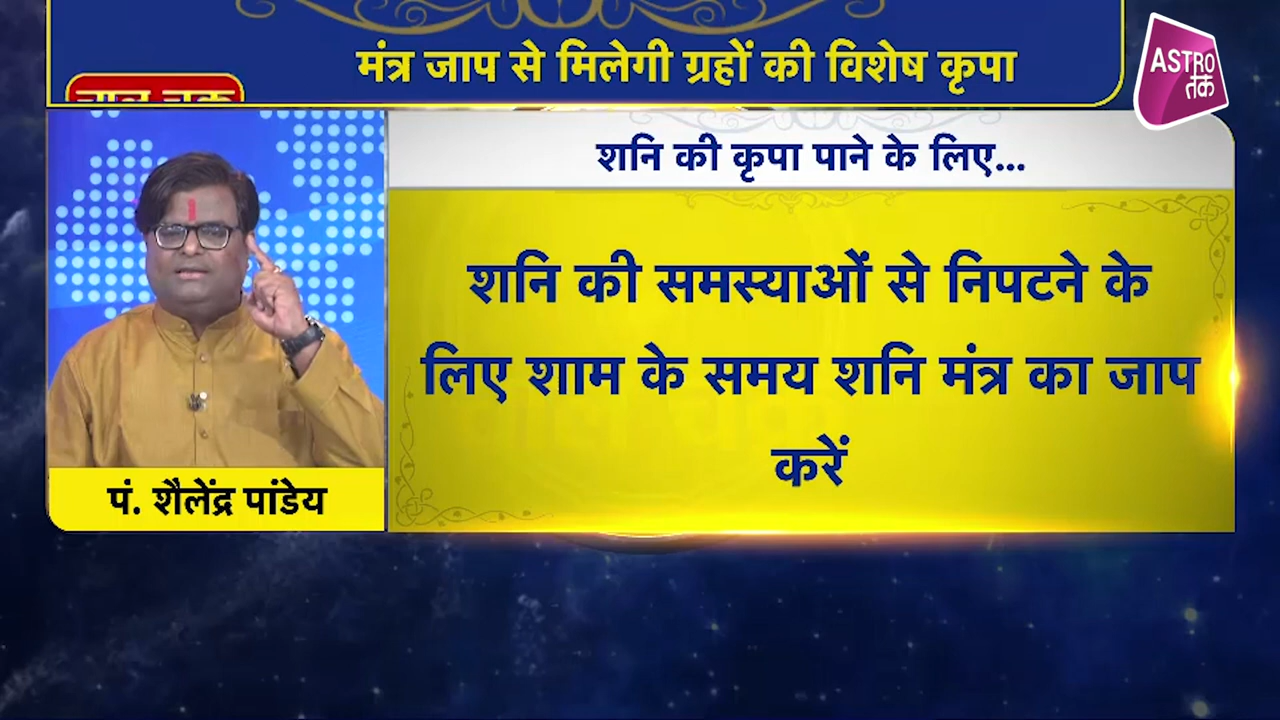 मंत्र जाप से मिलेगी ग्रहों की विशेष कृपा
ASTRO
तक
शनि की कृपा पाने के लिए...
शनि की समस्याओं से निपटने के
लिए शाम के समय शनि मंत्र का जाप
करें
पं. शैलेंद्र पांडेय